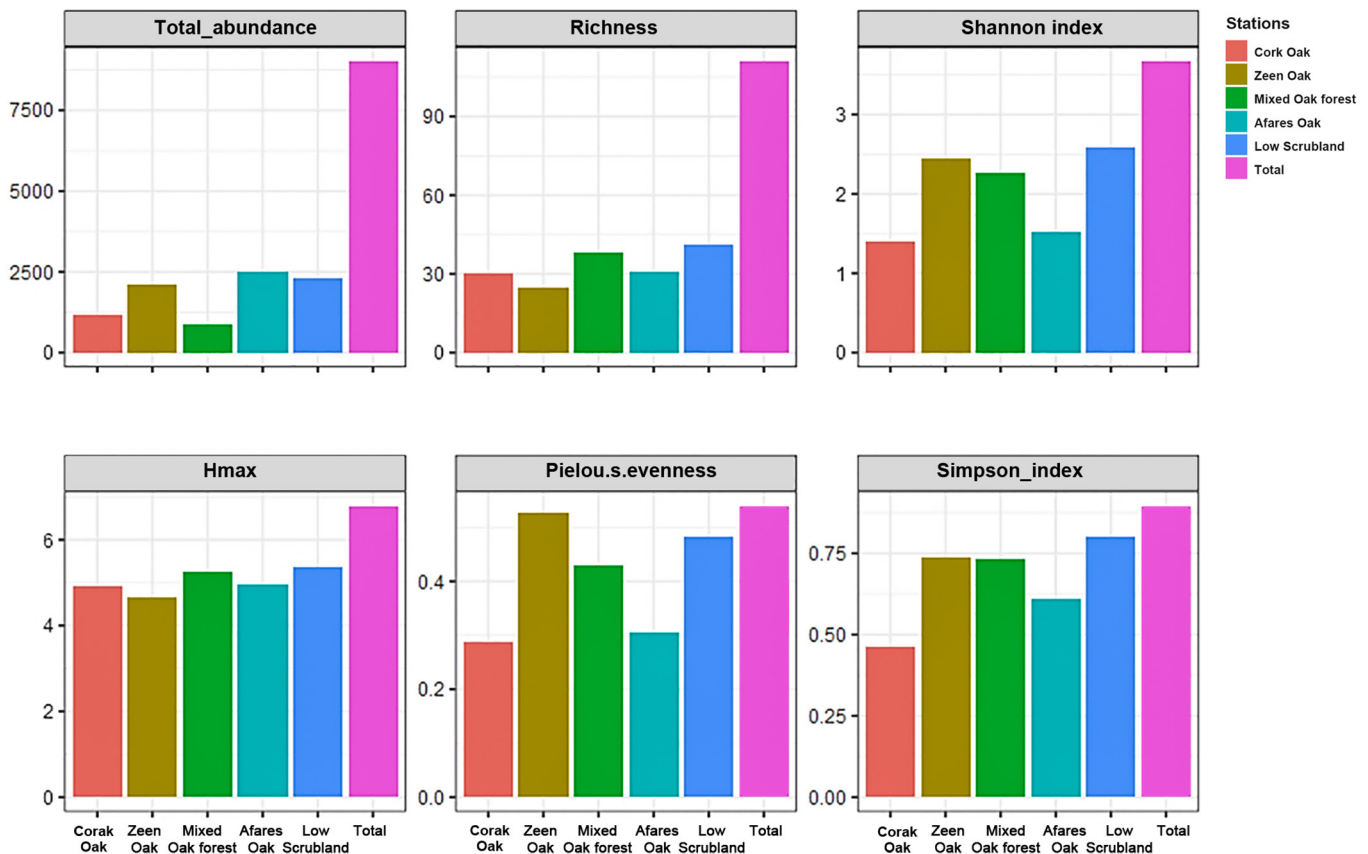 Total_abundance
7500
5000
2500
0
Richness
90
60
30
0
Shannon index
3
2
1
0
Stations
Cork Oak
Zeen Oak
Mixed Oak forest
Afares Oak
Low Scrubland
Total
Hmax
6
4
2
0
Corak
Oak
Zeen
Oak
Mixed
Oak forest
Afares
Oak
Low
Scrubland
Total
Pielou.s.evenness
0.4
0.2
0.0
Corak
Oak
Zeen
Oak
Mixed
Oak forest
Afares
Oak
Low
Scrubland
Total
Simpson_index
0.75
0.50
0.25
0.00
Corak
Oak
Zeen
Oak
Mixed
Oak forest
Afares
Oak
Low
Scrubland
Total